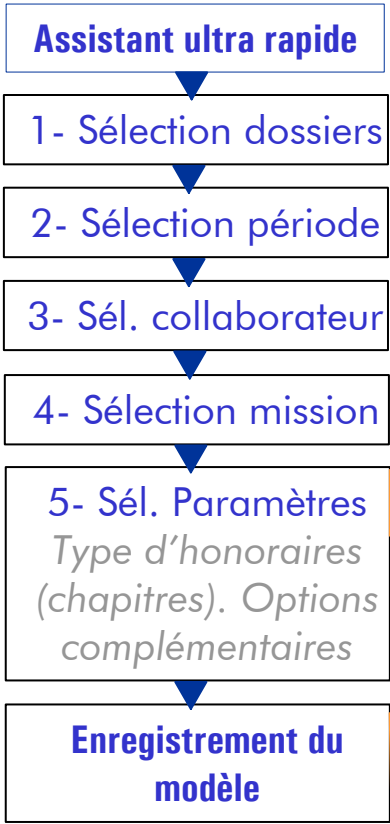 Assistant ultra rapide
1- Sélection dossiers
2- Sélection période
3- Sél. collaborateur
4- Sélection mission
5- Sél. Paramètres
Type d’honoraires
(chapitres). Options
complémentaires
Enregistrement du
modèle